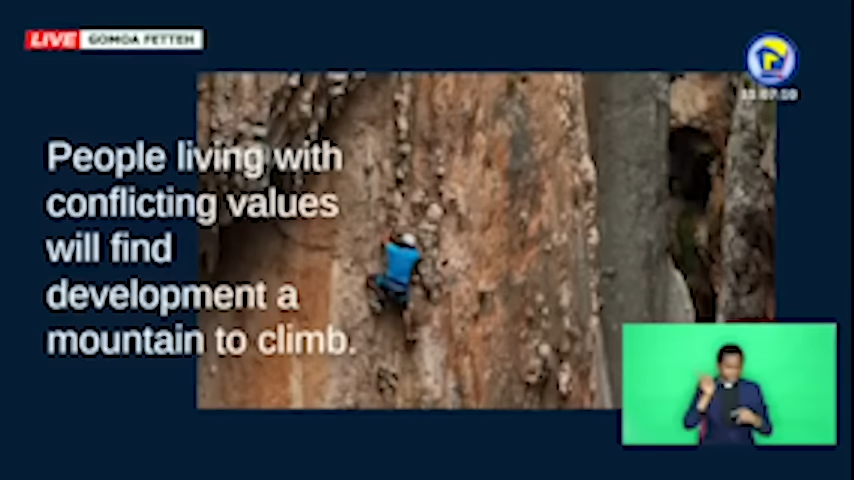 LIVE GOMOA FETTEH
People living with
conflicting values
will find
development a
mountain to climb.